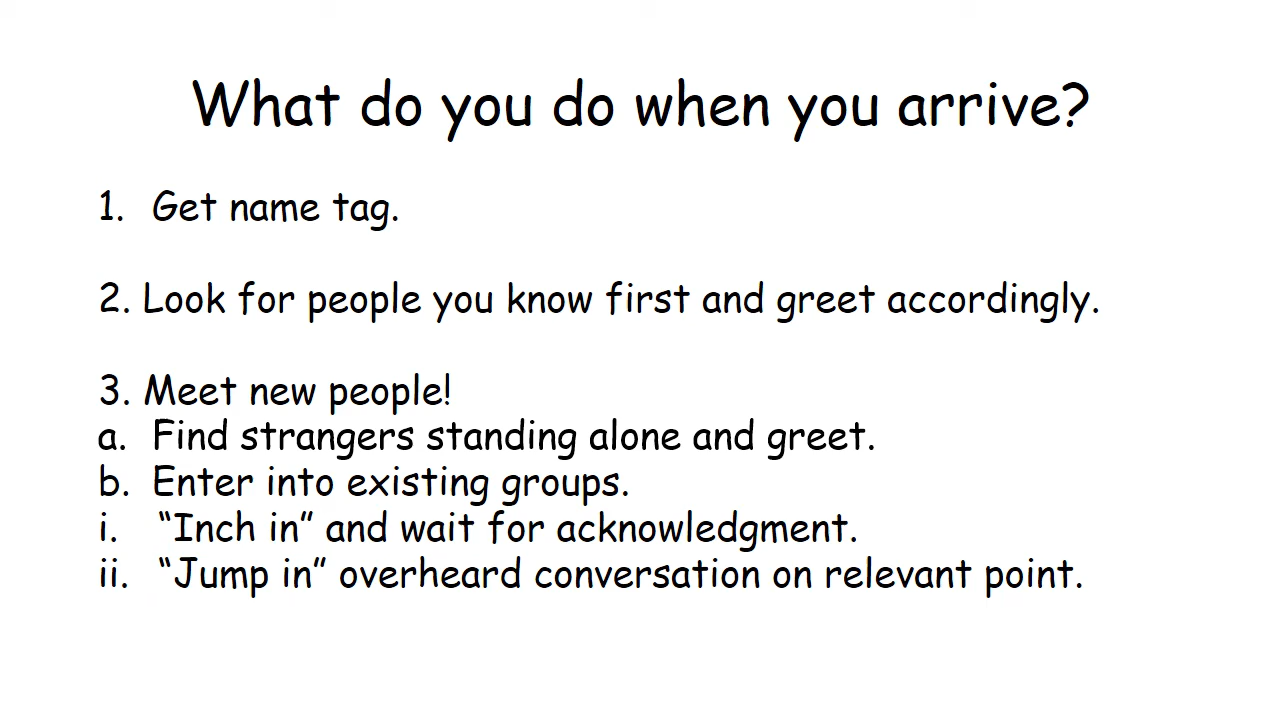 What do you do when you arrive?
1. Get name tag.
2. Look for people you know first and greet accordingly.
3. Meet new people!
a. Find strangers standing alone and greet.
b. Enter into existing groups.
i. “Inch in” and wait for acknowledgment.
ii. “Jump in” overheard conversation on relevant point.